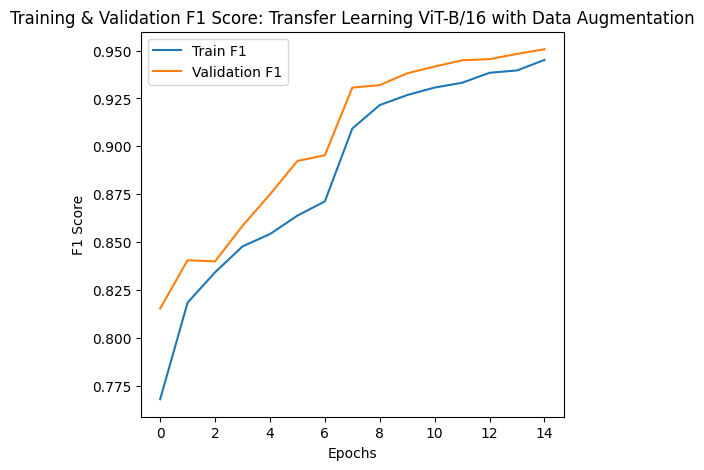 Training & Validation F1 Score: Transfer Learning ViT-B/16 with Data Augmentation
Train F1
Validation F1
F1 Score
0.950
0.925
0.900
0.875
0.850
0.825
0.800
0.775
0 2 4 6 8 10 12 14
Epochs